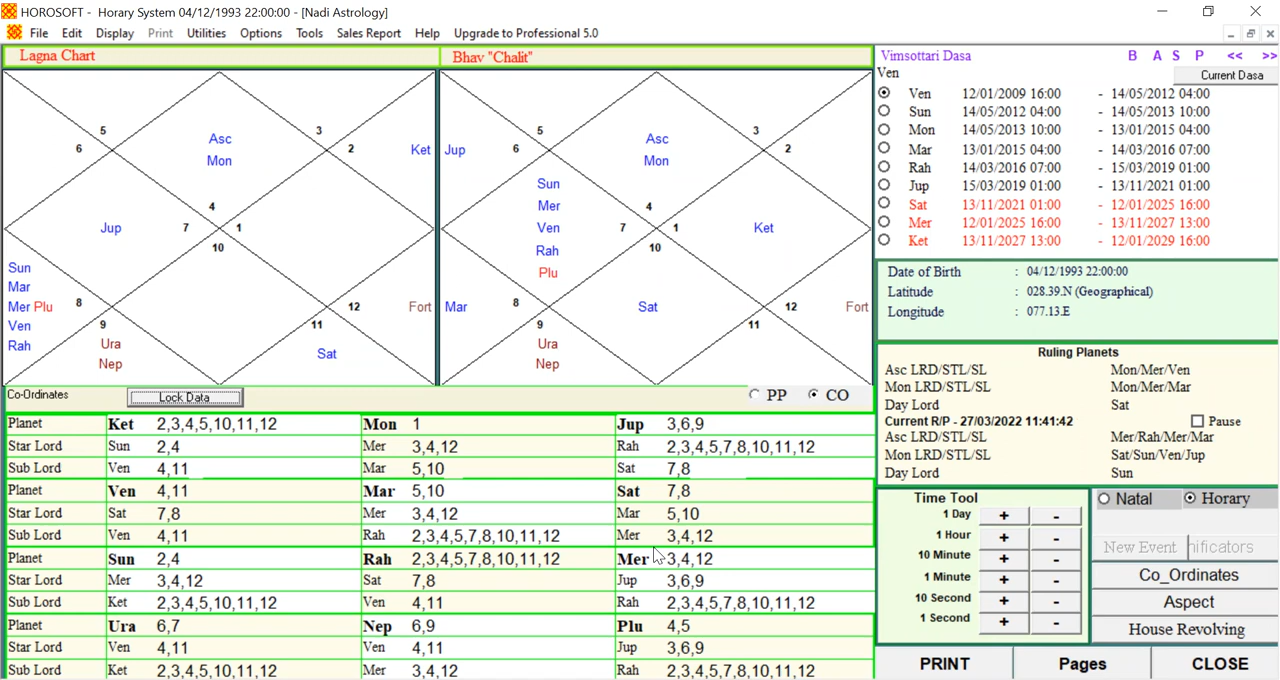 HOROSOFT - Horary System 04/12/1993 22:00:00 - [Nadi Astrology]
File Edit Display Print Utilities Options Tools Sales Report Help Upgrade to Professional 5.0
Lagna Chart
5
3
6
Asc
2
Ket
Mon
4
Jup
7
1
10
Sun
Mar
Mer Plu
8
12
Fort
Ven
9
11
Rah
Ura
Sat
Nep
Bhav "Chalit"
5
3
Jup
6
Asc
2
Mon
Sun
Mer
4
Ven
7
1
Ket
Rah
10
Plu
Mar
8
Sat
12
Fort
9
11
Ura
Nep
Vimsottari Dasa B A S P << >>
Ven
Current Dasa
Ven 12/01/2009 16:00 - 14/05/2012 04:00
Sun 14/05/2012 04:00 - 14/05/2013 10:00
Mon 14/05/2013 10:00 - 13/01/2015 04:00
Mar 13/01/2015 04:00 - 14/03/2016 07:00
Rah 14/03/2016 07:00 - 15/03/2019 01:00
Jup 15/03/2019 01:00 - 13/11/2021 01:00
Sat 13/11/2021 01:00 - 12/01/2025 16:00
Mer 12/01/2025 16:00 - 13/11/2027 13:00
Ket 13/11/2027 13:00 - 12/01/2029 16:00
Date of Birth : 04/12/1993 22:00:00
Latitude : 028.39.N (Geographical)
Longitude : 077.13.E
Ruling Planets
Asc LRD/STL/SL Mon/Mer/Ven
Mon LRD/STL/SL Mon/Mer/Mar
Day Lord Sat
Current R/P - 27/03/2022 11:41:42 Pause
Asc LRD/STL/SL Mer/Rah/Mer/Mar
Mon LRD/STL/SL Sat/Sun/Ven/Jup
Day Lord Sun
Co-Ordinates Lock Data PP CO
Planet Ket 2,3,4,5,10,11,12 Mon 1 Jup 3,6,9
Star Lord Sun 2,4 Mer 3,4,12 Rah 2,3,4,5,7,8,10,11,12
Sub Lord Ven 4,11 Mar 5,10 Sat 7,8
Planet Ven 4,11 Mar 5,10 Sat 7,8
Star Lord Sat 7,8 Mer 3,4,12 Mar 5,10
Sub Lord Ven 4,11 Rah 2,3,4,5,7,8,10,11,12 Mer 3,4,12
Planet Sun 2,4 Rah 2,3,4,5,7,8,10,11,12 Mer 3,4,12
Star Lord Mer 3,4,12 Sat 7,8 Jup 3,6,9
Sub Lord Ket 2,3,4,5,10,11,12 Ven 4,11 Rah 2,3,4,5,7,8,10,11,12
Planet Ura 6,7 Nep 6,9 Plu 4,5
Star Lord Ven 4,11 Ven 4,11 Jup 3,6,9
Sub Lord Ket 2,3,4,5,10,11,12 Mer 3,4,12 Rah 2,3,4,5,7,8,10,11,12
Time Tool
1 Day + -
1 Hour + -
10 Minute + -
1 Minute + -
10 Second + -
1 Second + -
Natal Horary
New Event nificators
Co_Ordinates
Aspect
House Revolving
PRINT Pages CLOSE